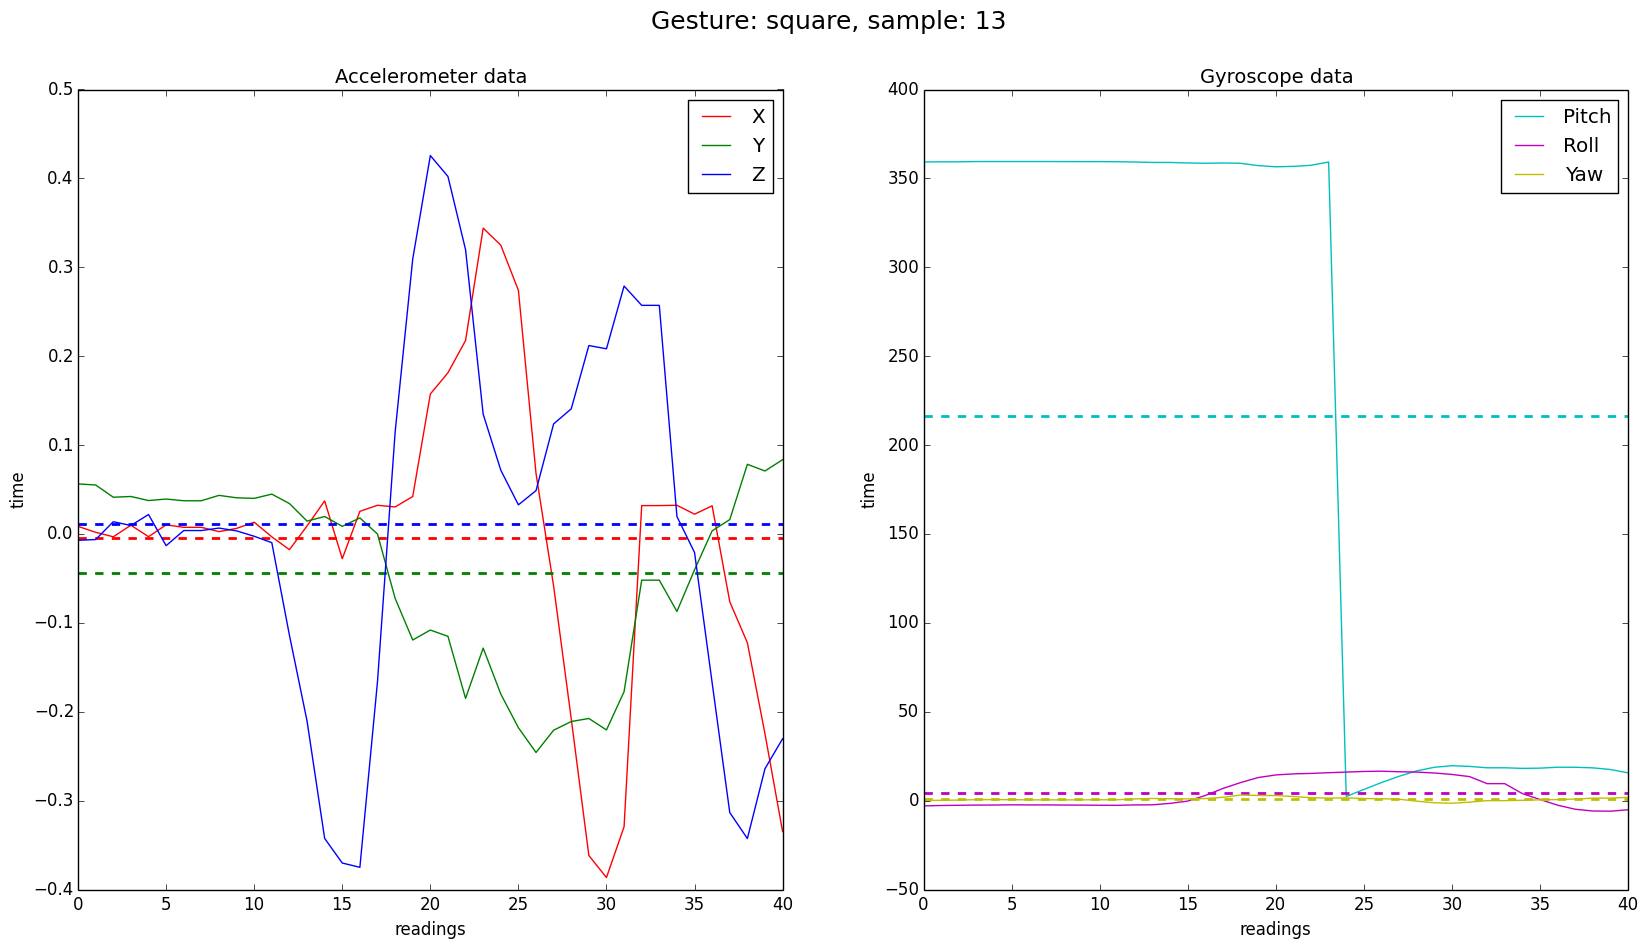 Gesture: square, sample: 13
Accelerometer data
0.5
0.4
0.3
0.2
0.1
0.0
−0.1
−0.2
−0.3
−0.4
time
0 5 10 15 20 25 30 35 40
readings
X
Y
Z
Gyroscope data
400
350
300
250
200
150
100
50
0
−50
time
0 5 10 15 20 25 30 35 40
readings
Pitch
Roll
Yaw